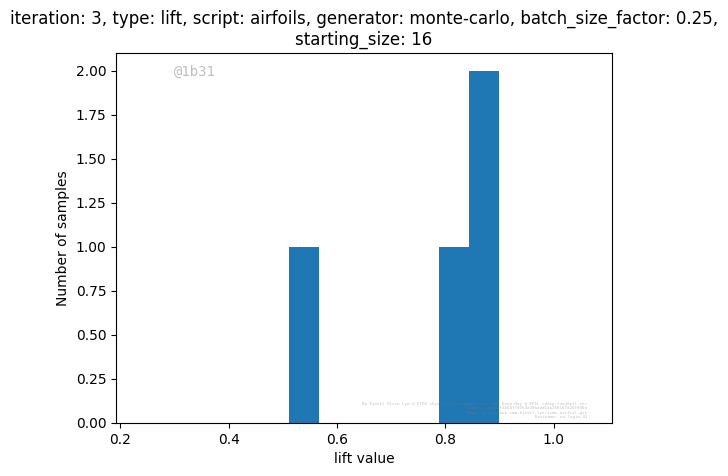 iteration: 3, type: lift, script: airfoils, generator: monte-carlo, batch_size_factor: 0.25,
starting_size: 16
@1b31
2.00
1.75
1.50
1.25
1.00
0.75
0.50
0.25
0.00
Number of samples
0.2
0.4
0.6
0.8
1.0
lift value